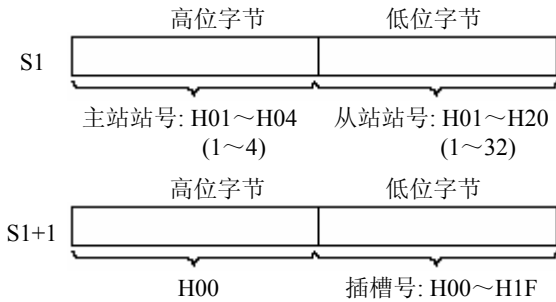 高位字节 低位字节
S1
主站站号: H01～H04 从站站号: H01～H20
(1～4) (1～32)
高位字节 低位字节
S1+1
H00 插槽号: H00～H1F